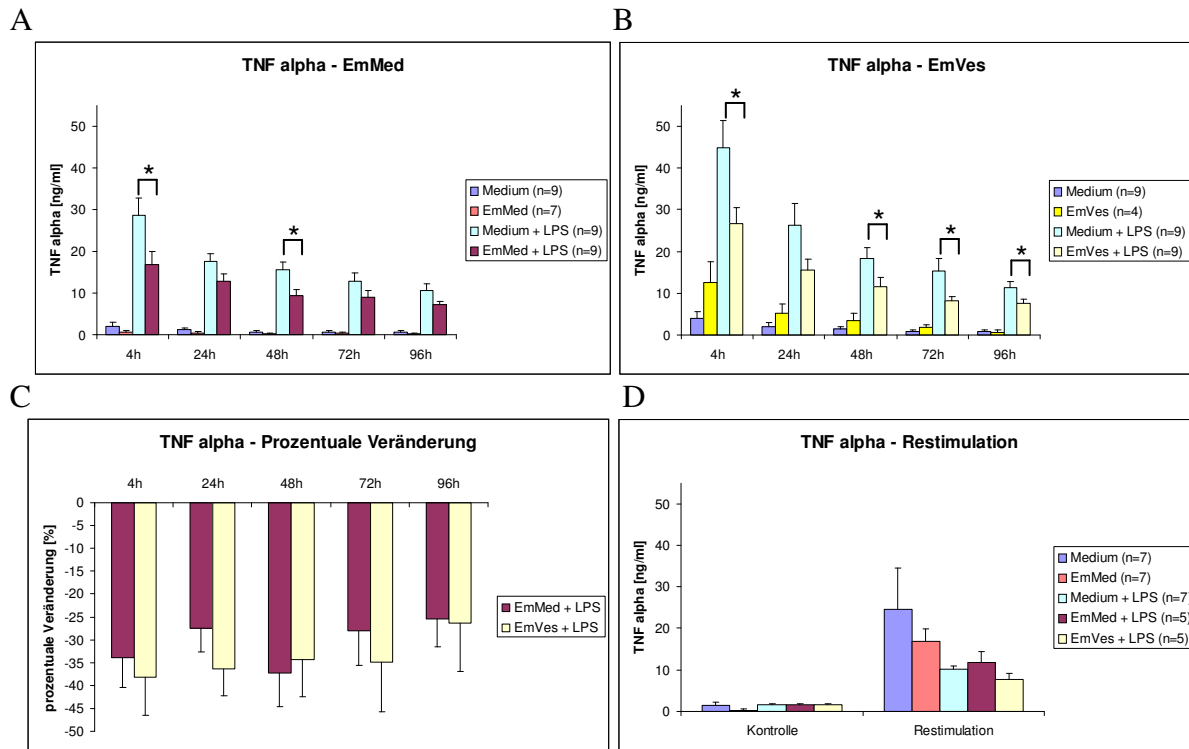 A
TNF alpha - EmMed
TNF alpha [ng/ml]
50
40
30
20
10
0
*
*
4h 24h 48h 72h 96h
Medium (n=9)
EmMed (n=7)
Medium + LPS (n=9)
EmMed + LPS (n=9)
B
TNF alpha - EmVes
TNF alpha [ng/ml]
50
40
30
20
10
0
*
*
*
*
4h 24h 48h 72h 96h
Medium (n=9)
EmVes (n=4)
Medium + LPS (n=9)
EmVes + LPS (n=9)
C
TNF alpha - Prozentuale Veränderung
4h 24h 48h 72h 96h
prozentuale Veränderung [%]
0
-5
-10
-15
-20
-25
-30
-35
-40
-45
-50
EmMed + LPS
EmVes + LPS
D
TNF alpha - Restimulation
TNF alpha [ng/ml]
50
40
30
20
10
0
Kontrolle Restimulation
Medium (n=7)
EmMed (n=7)
Medium + LPS (n=7)
EmMed + LPS (n=5)
EmVes + LPS (n=5)